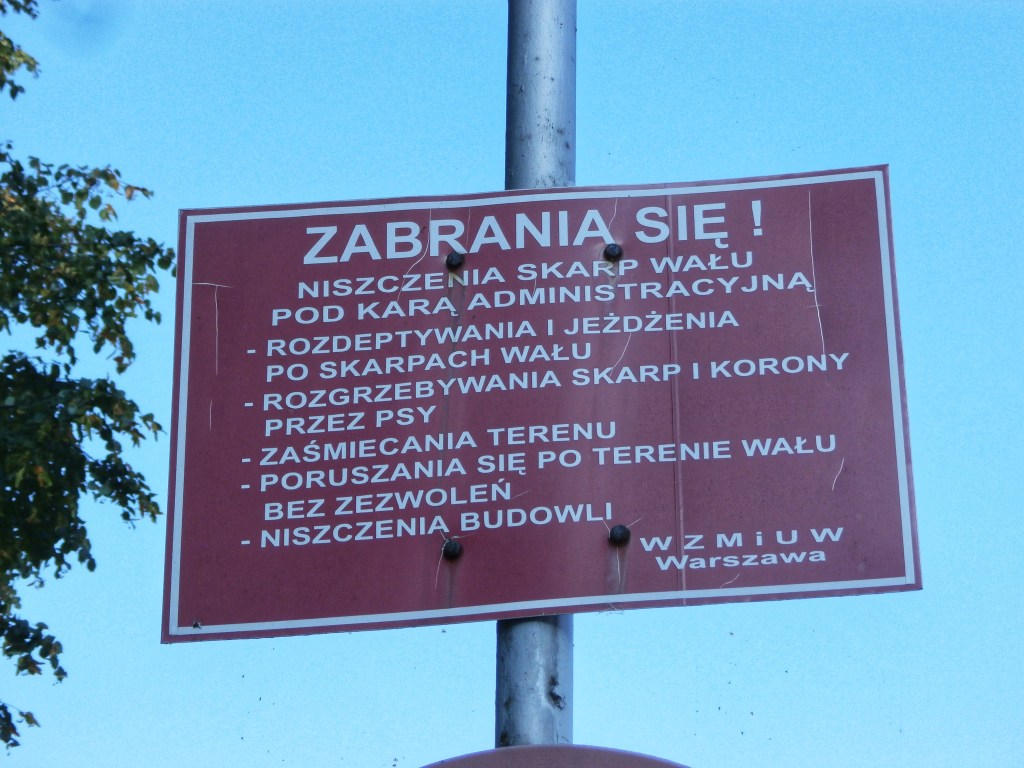 ZABRANIA SIĘ !
NISZCZENIA SKARP WAŁU
POD KARĄ ADMINISTRACYJNĄ
- ROZDEPTYWANIA I JEŻDŻENIA
PO SKARPACH WAŁU
- ROZGRZEBYWANIA SKARP I KORONY
PRZEZ PSY
- ZAŚMIECANIA TERENU
- PORUSZANIA SIĘ PO TERENIE WAŁU
BEZ ZEZWOLEŃ
- NISZCZENIA BUDOWLI
W Z M i U W
Warszawa